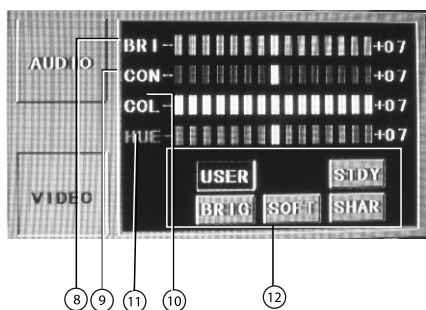 AUDIO
BRI +07
CON +07
COL +07
HUE +07
VIDEO
USER STDY
BRIG SOFT SHAR
8 9 11 10 12